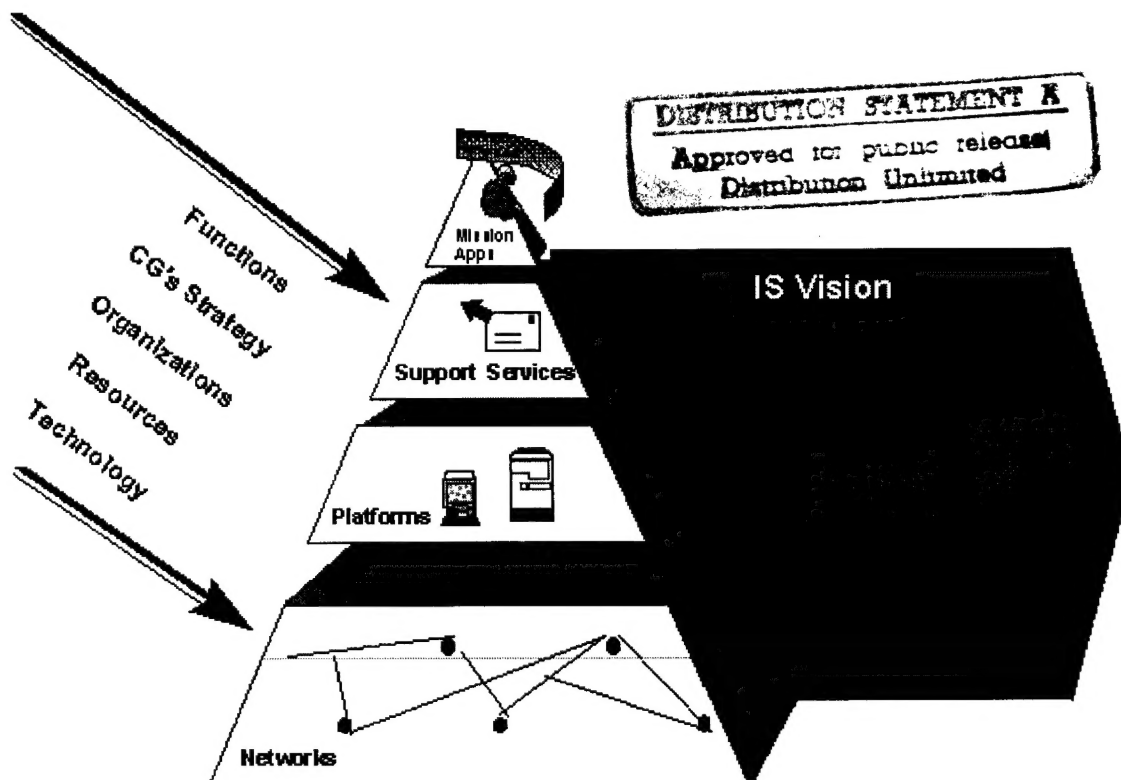 DISTRIBUTION STATEMENT A
Approved for public release;
Distribution Unlimited
Functions
CG's Strategy
Organizations
Resources
Technology
Mission
Apps
IS Vision
Support Services
Platforms
Networks